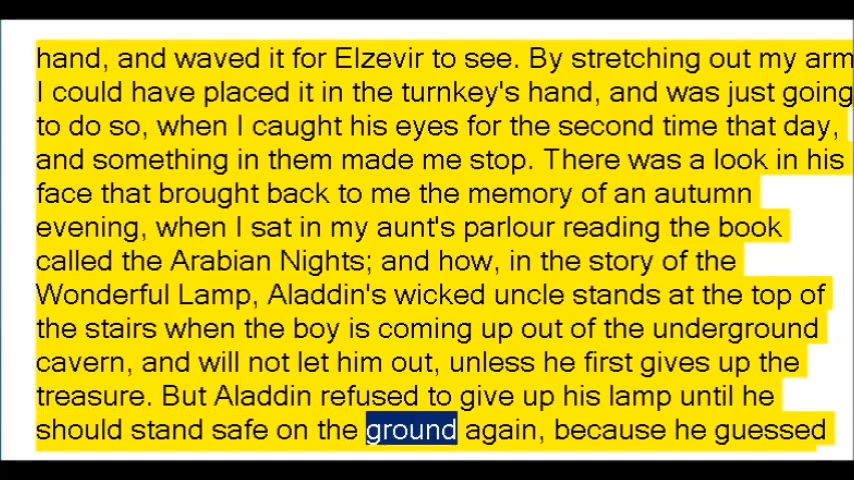 hand, and waved it for Elzevir to see. By stretching out my arm
I could have placed it in the turnkey's hand, and was just going
to do so, when I caught his eyes for the second time that day,
and something in them made me stop. There was a look in his
face that brought back to me the memory of an autumn
evening, when I sat in my aunt's parlour reading the book
called the Arabian Nights; and how, in the story of the
Wonderful Lamp, Aladdin's wicked uncle stands at the top of
the stairs when the boy is coming up out of the underground
cavern, and will not let him out, unless he first gives up the
treasure. But Aladdin refused to give up his lamp until he
should stand safe on the ground again, because he guessed